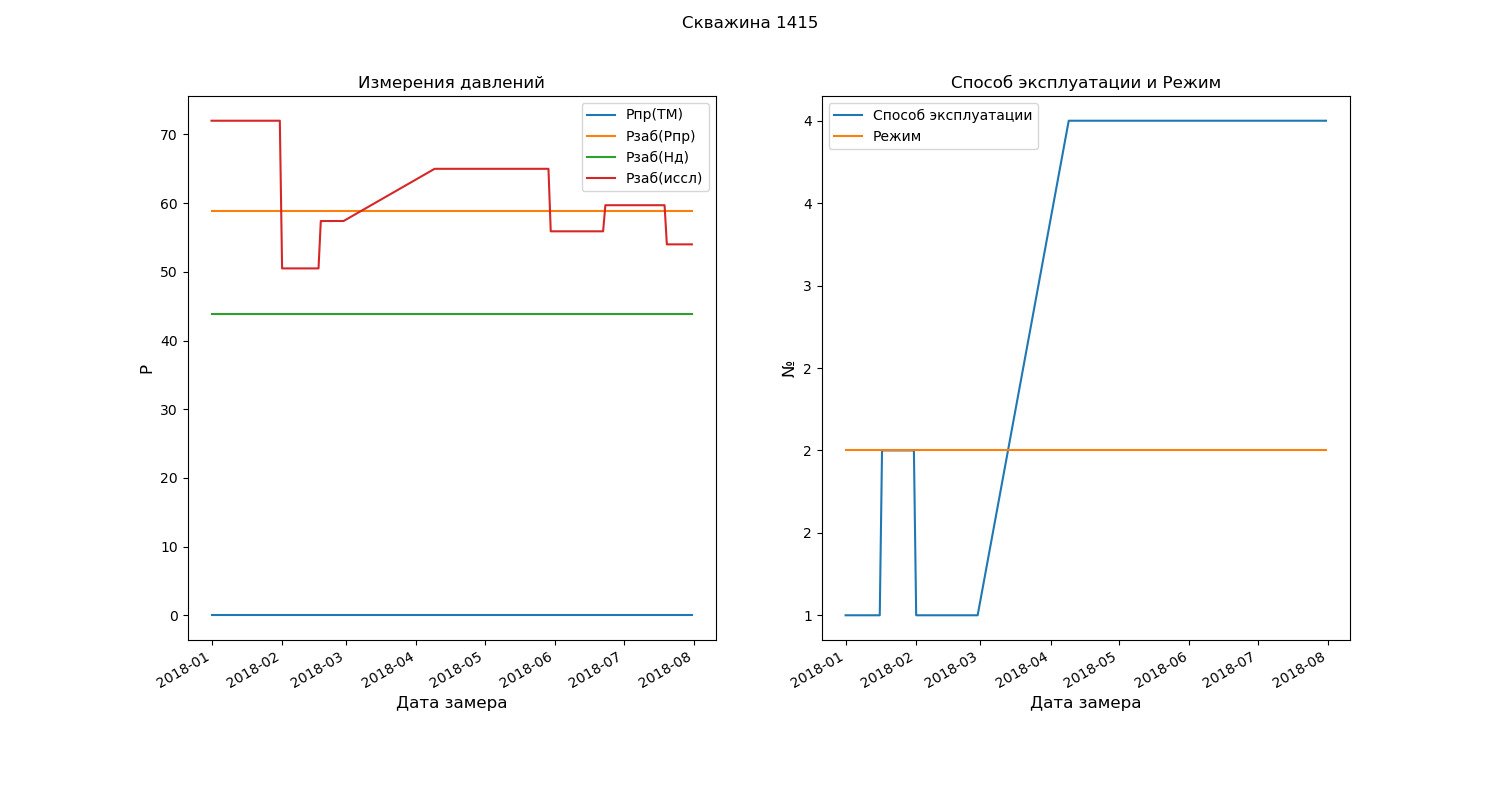 Скважина 1415
Измерения давлений
70
60
50
40
30
20
10
0
P
Рпр(ТМ)
Рзаб(Рпр)
Рзаб(Нд)
Рзаб(иссл)
2018-01
2018-02
2018-03
2018-04
2018-05
2018-06
2018-07
2018-08
Дата замера
Способ эксплуатации и Режим
4
4
3
2
2
2
1
№
Способ эксплуатации
Режим
2018-01
2018-02
2018-03
2018-04
2018-05
2018-06
2018-07
2018-08
Дата замера